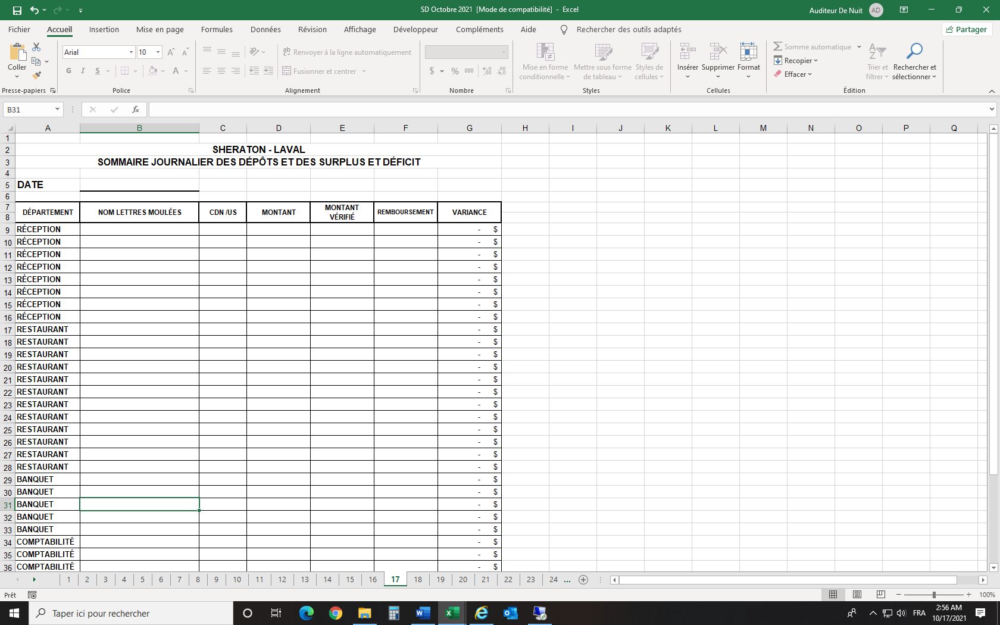 SD Octobre 2021 [Mode de compatibilité] - Excel
Auditeur De Nuit AD
Fichier Accueil Insertion Mise en page Formules Données Révision Affichage Développeur Compléments Aide Rechercher des outils adaptés Partager
Coller
Presse-papiers
Arial 10
G I S
Police
Renvoyer à la ligne automatiquement
Fusionner et centrer
Alignement
$ % 000
Nombre
Mise en forme conditionnelle
Mettre sous forme de tableau
Styles de cellules
Styles
Insérer Supprimer Format
Cellules
Somme automatique
Recopier
Effacer
Trier et filtrer
Rechercher et sélectionner
Édition
B31 fx
A B C D E F G H I J K L M N O P Q
1
2 SHERATON - LAVAL
3 SOMMAIRE JOURNALIER DES DÉPÔTS ET DES SURPLUS ET DÉFICIT
4
5 DATE
6
7
8
DÉPARTEMENT NOM LETTRES MOULÉES CDN /US MONTANT MONTANT VÉRIFIÉ REMBOURSEMENT VARIANCE
9 RÉCEPTION - $
10 RÉCEPTION - $
11 RÉCEPTION - $
12 RÉCEPTION - $
13 RÉCEPTION - $
14 RÉCEPTION - $
15 RÉCEPTION - $
16 RÉCEPTION - $
17 RESTAURANT - $
18 RESTAURANT - $
19 RESTAURANT - $
20 RESTAURANT - $
21 RESTAURANT - $
22 RESTAURANT - $
23 RESTAURANT - $
24 RESTAURANT - $
25 RESTAURANT - $
26 RESTAURANT - $
27 RESTAURANT - $
28 RESTAURANT - $
29 BANQUET - $
30 BANQUET - $
31 BANQUET - $
32 BANQUET - $
33 BANQUET - $
34 COMPTABILITÉ - $
35 COMPTABILITÉ - $
36 COMPTABILITÉ - $
1 2 3 4 5 6 7 8 9 10 11 12 13 14 15 16 17 18 19 20 21 22 23 24 ...
Prêt 100%
Taper ici pour rechercher
FRA
2:56 AM
10/17/2021